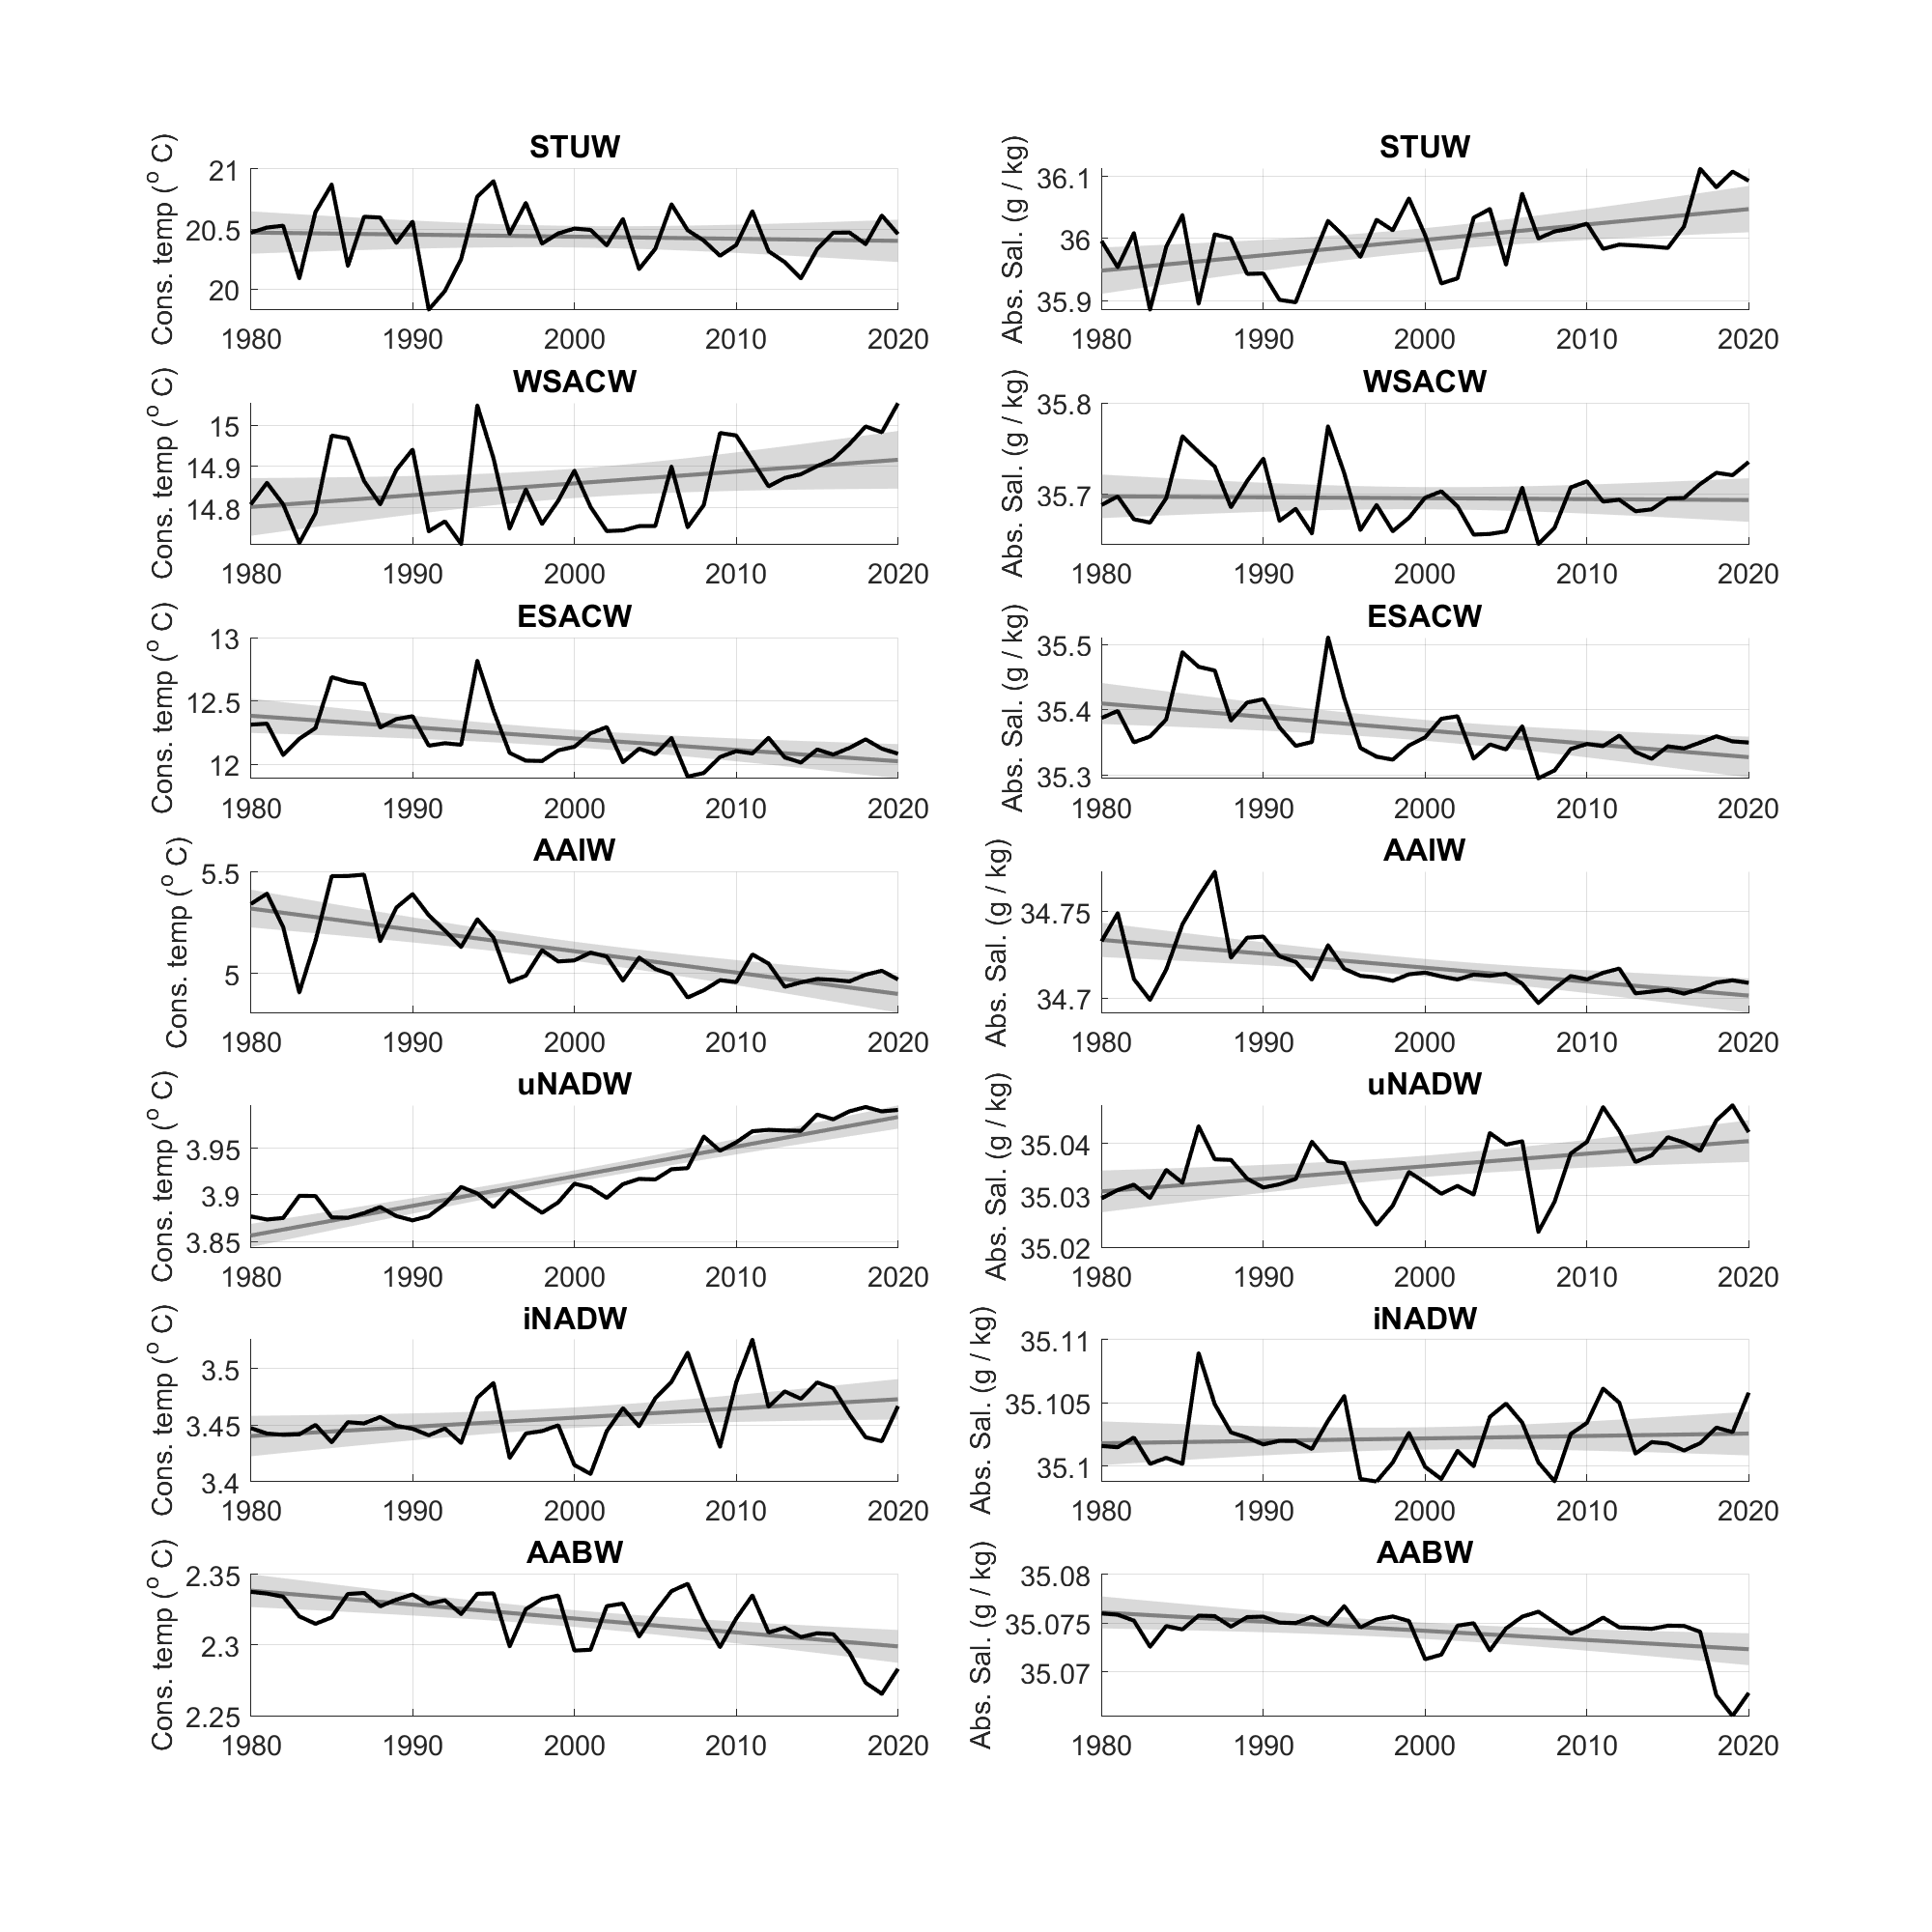 STUW
Cons. temp (° C)
21
20.5
20
1980 1990 2000 2010 2020
STUW
Abs. Sal. (g / kg)
36.1
36
35.9
1980 1990 2000 2010 2020
WSACW
Cons. temp (° C)
15
14.9
14.8
1980 1990 2000 2010 2020
WSACW
Abs. Sal. (g / kg)
35.8
35.7
1980 1990 2000 2010 2020
ESACW
Cons. temp (° C)
13
12.5
12
1980 1990 2000 2010 2020
ESACW
Abs. Sal. (g / kg)
35.5
35.4
35.3
1980 1990 2000 2010 2020
AAIW
Cons. temp (° C)
5.5
5
1980 1990 2000 2010 2020
AAIW
Abs. Sal. (g / kg)
34.75
34.7
1980 1990 2000 2010 2020
uNADW
Cons. temp (° C)
3.95
3.9
3.85
1980 1990 2000 2010 2020
uNADW
Abs. Sal. (g / kg)
35.04
35.03
35.02
1980 1990 2000 2010 2020
iNADW
Cons. temp (° C)
3.5
3.45
3.4
1980 1990 2000 2010 2020
iNADW
Abs. Sal. (g / kg)
35.11
35.105
35.1
1980 1990 2000 2010 2020
AABW
Cons. temp (° C)
2.35
2.3
2.25
1980 1990 2000 2010 2020
AABW
Abs. Sal. (g / kg)
35.08
35.075
35.07
1980 1990 2000 2010 2020